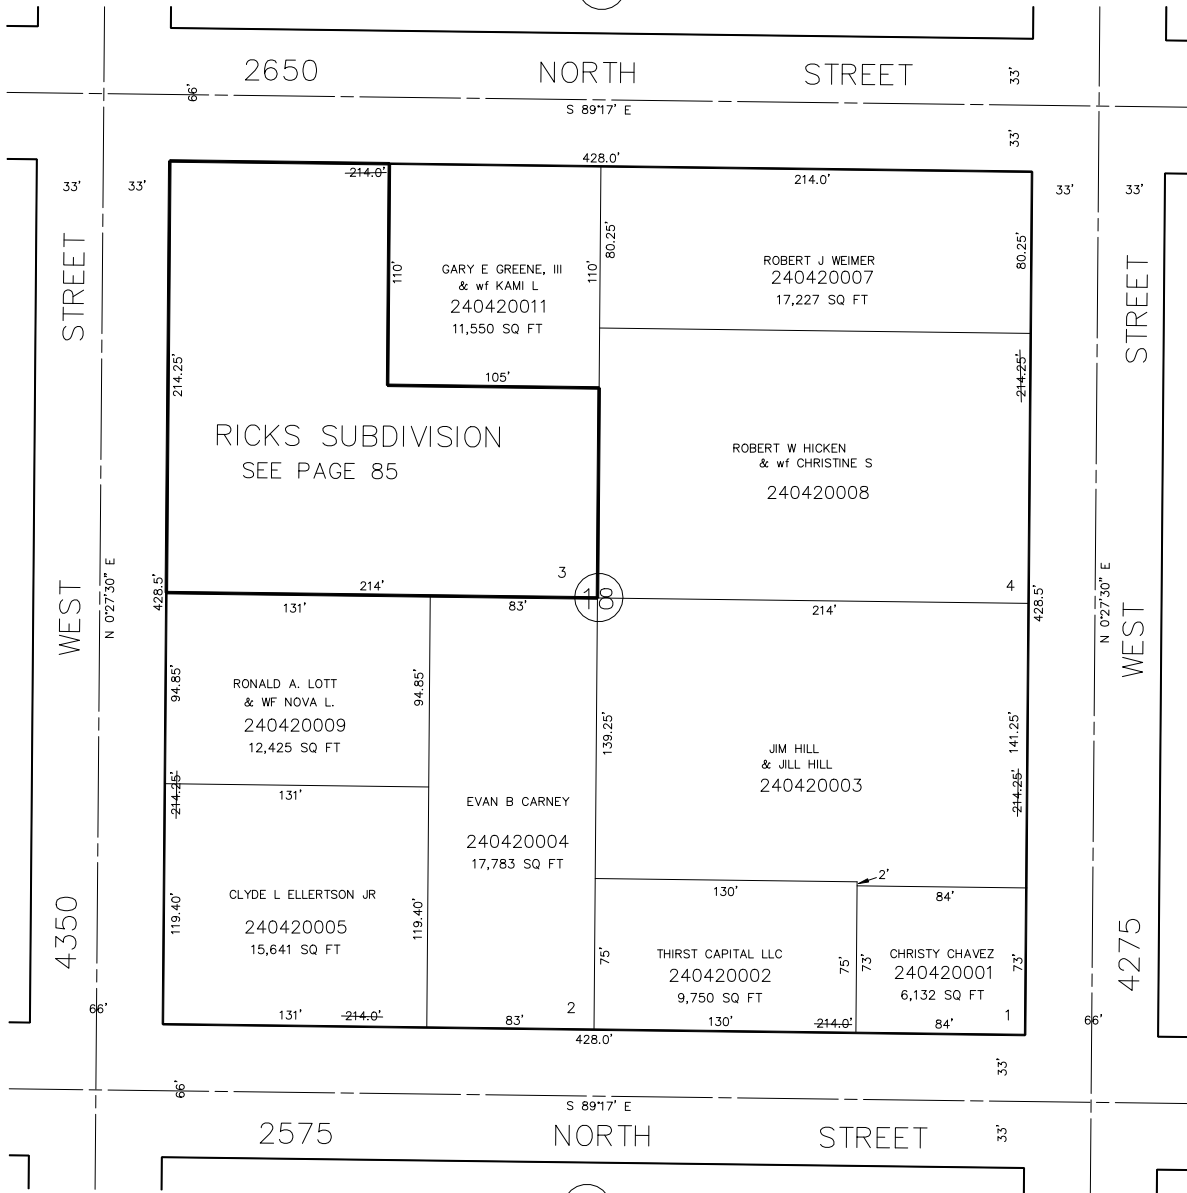 2650 NORTH STREET
33'
66'
S 89°17' E
33'
428.0'
33' 33'
214.0'
214.0'
33' 33'
STREET
110'
110'
80.25'
80.25'
STREET
GARY E GREENE, III
& wf KAMI L
240420011
11,550 SQ FT
ROBERT J WEIMER
240420007
17,227 SQ FT
214.25'
105'
214.25'
RICKS SUBDIVISION
SEE PAGE 85
ROBERT W HICKEN
& wf CHRISTINE S
240420008
WEST
428.5'
N 0°27'30" E
214'
3
18
4
214'
428.5'
N 0°27'30" E
WEST
131'
83'
94.85'
94.85'
RONALD A. LOTT
& WF NOVA L.
240420009
12,425 SQ FT
139.25'
141.25'
JIM HILL
& JILL HILL
240420003
214.25'
131'
214.25'
EVAN B CARNEY
240420004
17,783 SQ FT
2'
130'
84'
CLYDE L ELLERTSON JR
240420005
15,641 SQ FT
119.40'
119.40'
4350
75'
THIRST CAPITAL LLC
240420002
9,750 SQ FT
75'
73'
CHRISTY CHAVEZ
240420001
6,132 SQ FT
73'
4275
66'
131'
214.0'
83'
2
130'
214.0'
84'
1
66'
428.0'
33'
66'
S 89°17' E
33'
2575 NORTH STREET